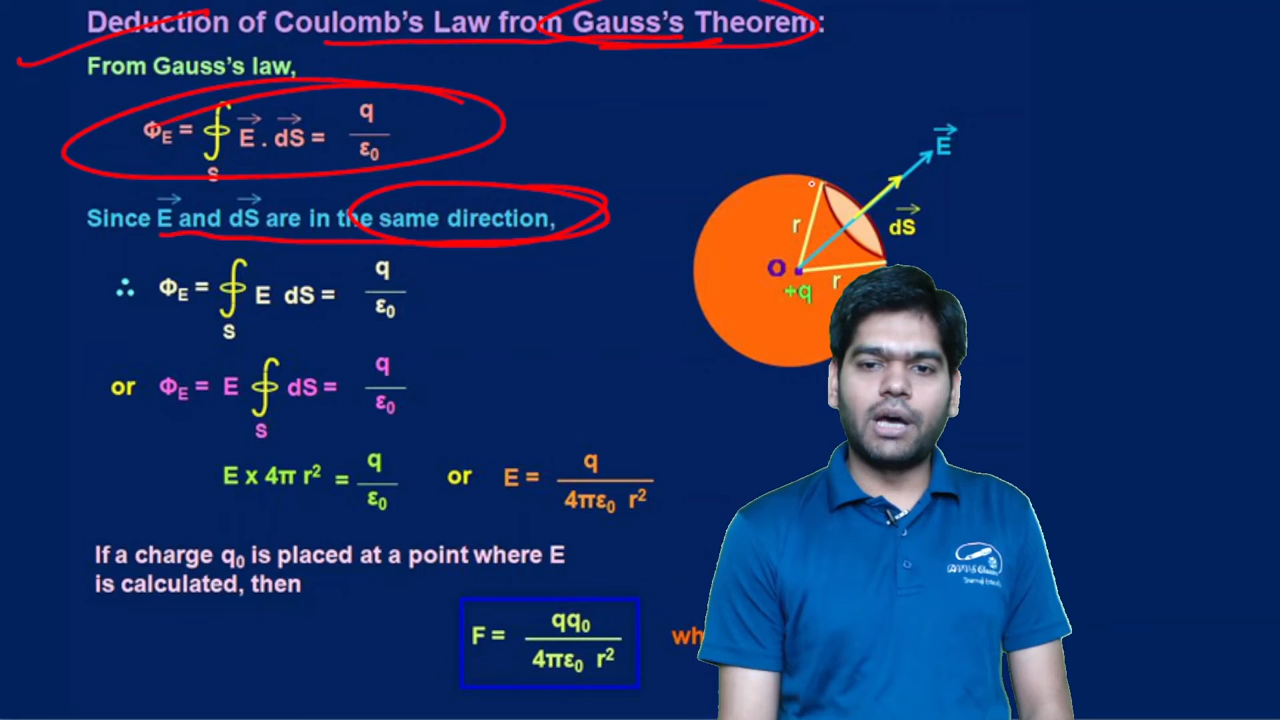 Deduction of Coulomb's Law from Gauss's Theorem:
From Gauss's law,
Φ_E = ∮_S E⃗ . dS⃗ = q / ε₀
Since E⃗ and dS⃗ are in the same direction,
∴ Φ_E = ∮_S E dS = q / ε₀
or Φ_E = E ∮_S dS = q / ε₀
E x 4π r² = q / ε₀ or E = q / 4πε₀ r²
If a charge q₀ is placed at a point where E
is calculated, then
F = qq₀ / 4πε₀ r²
wh
E⃗
dS⃗
r
O
r
+q